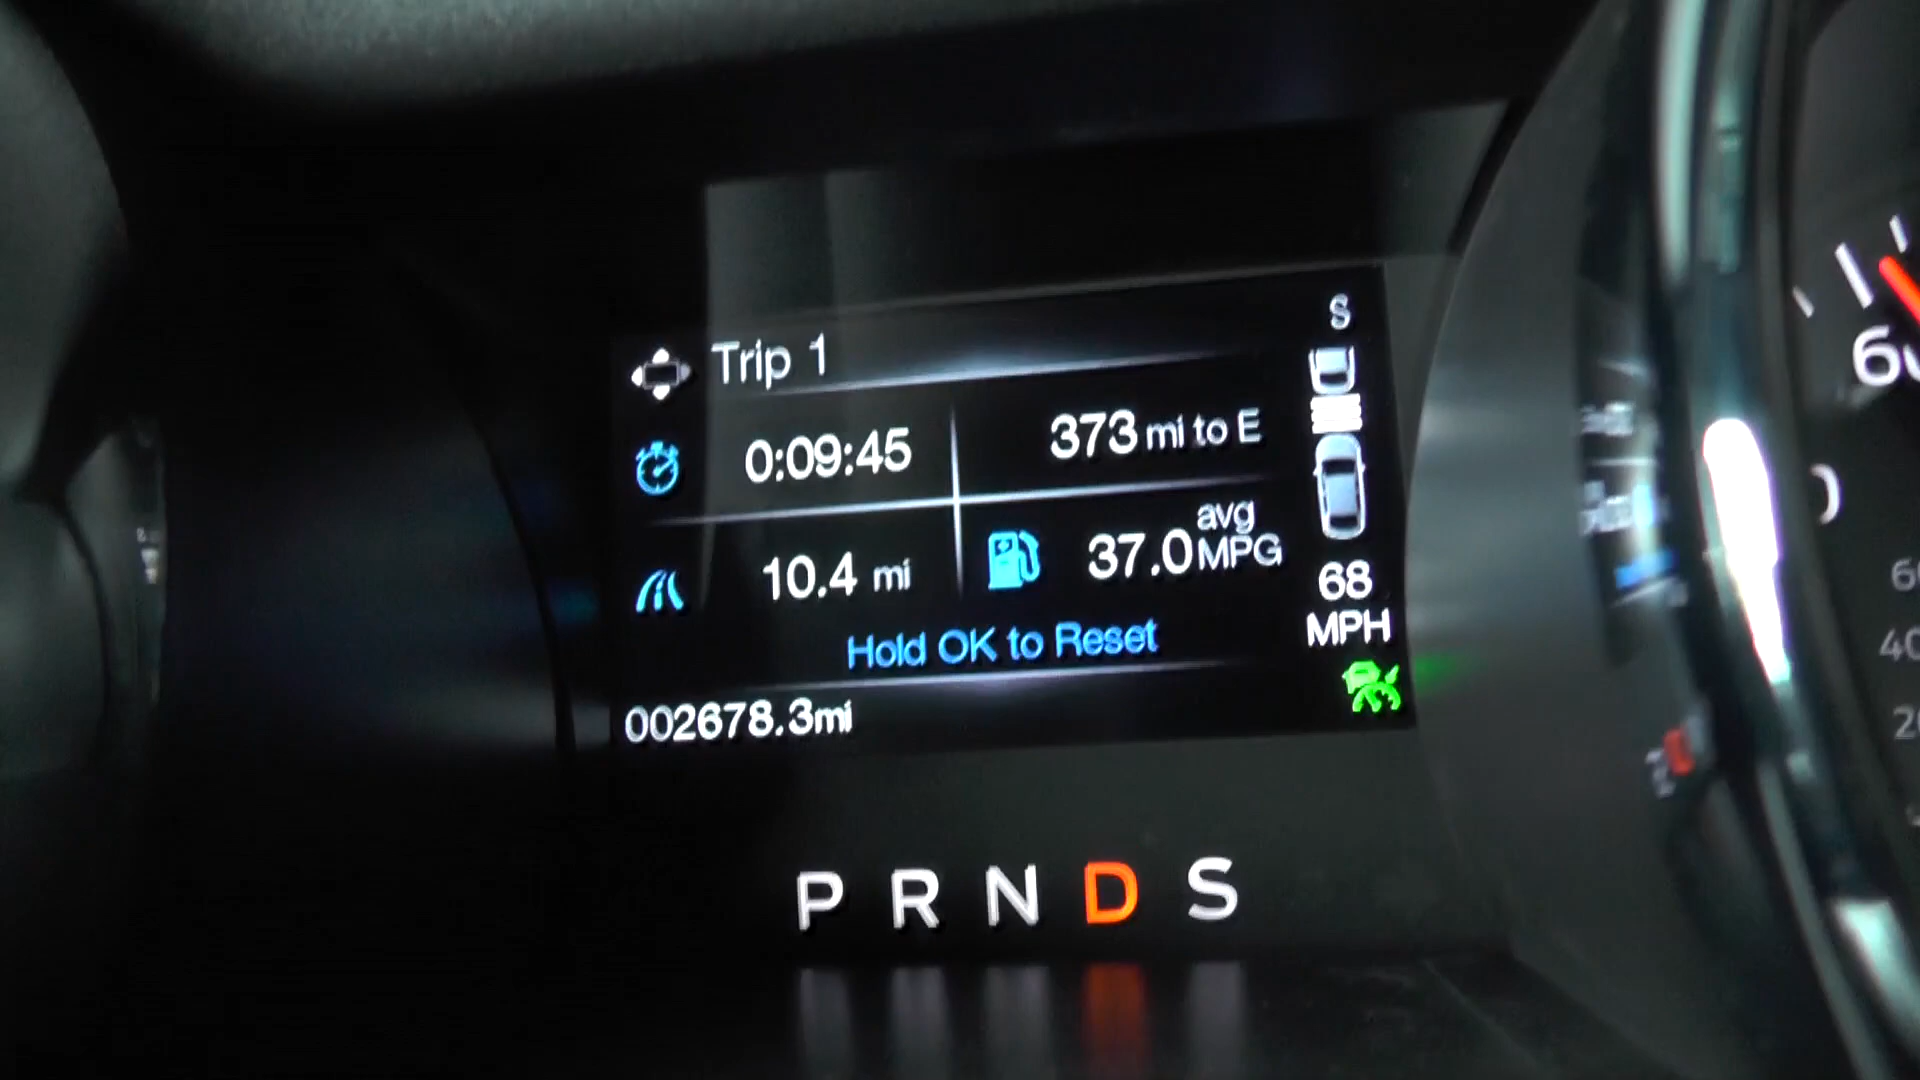 S
Trip 1
0:09:45
373 mi to E
10.4 mi
avg
37.0 MPG
68
MPH
Hold OK to Reset
002678.3mi
P R N D S